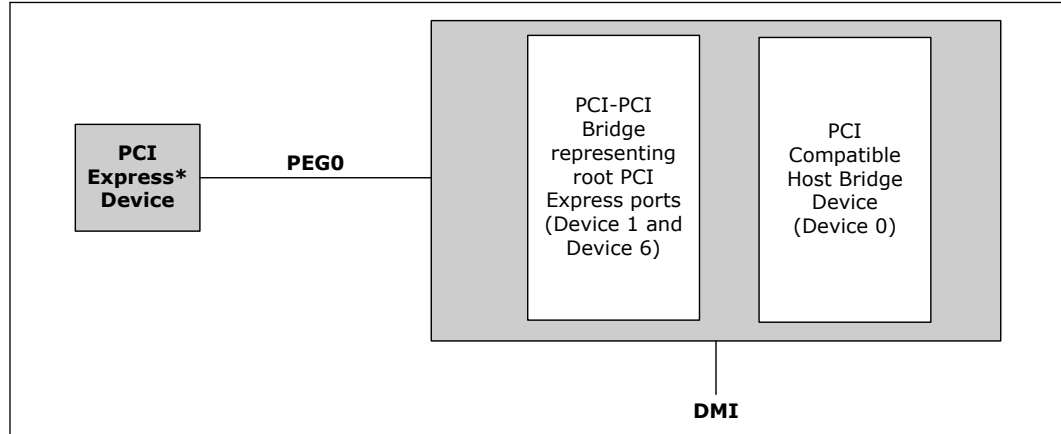 PCI
Express*
Device
PEG0
PCI-PCI
Bridge
representing
root PCI
Express ports
(Device 1 and
Device 6)
PCI
Compatible
Host Bridge
Device
(Device 0)
DMI